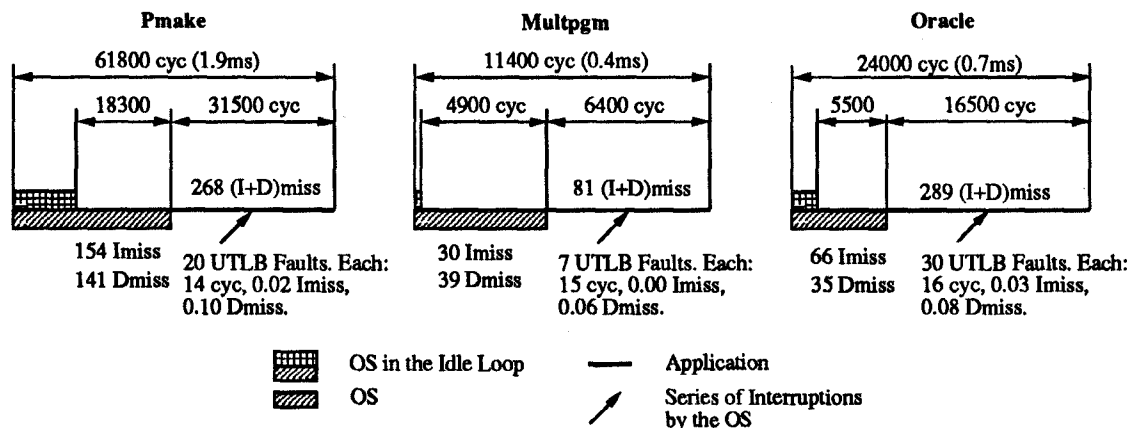 Pmake
61800 cyc (1.9ms)
18300
31500 cyc
268 (I+D)miss
154 Imiss
141 Dmiss
20 UTLB Faults. Each:
14 cyc, 0.02 Imiss,
0.10 Dmiss.
Multpgm
11400 cyc (0.4ms)
4900 cyc
6400 cyc
81 (I+D)miss
30 Imiss
39 Dmiss
7 UTLB Faults. Each:
15 cyc, 0.00 Imiss,
0.06 Dmiss.
Oracle
24000 cyc (0.7ms)
5500
16500 cyc
289 (I+D)miss
66 Imiss
35 Dmiss
30 UTLB Faults. Each:
16 cyc, 0.03 Imiss,
0.08 Dmiss.
OS in the Idle Loop
OS
Application
Series of Interruptions
by the OS